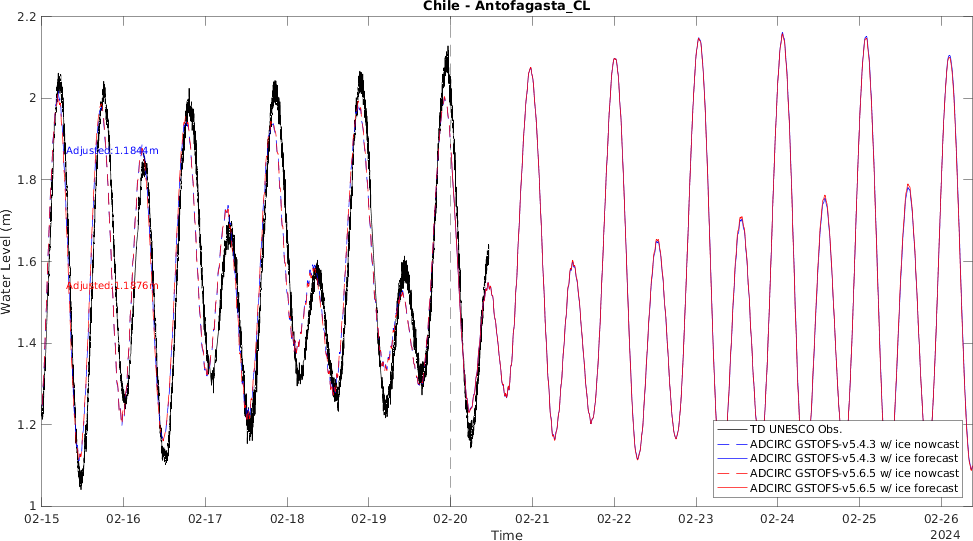 Chile - Antofagasta_CL
2.2
2
1.8
1.6
1.4
1.2
1
Water Level (m)
Adjusted:1.1844m
Adjusted:1.1876m
TD UNESCO Obs.
ADCIRC GSTOFS-v5.4.3 w/ ice nowcast
ADCIRC GSTOFS-v5.4.3 w/ ice forecast
ADCIRC GSTOFS-v5.6.5 w/ ice nowcast
ADCIRC GSTOFS-v5.6.5 w/ ice forecast
02-15 02-16 02-17 02-18 02-19 02-20 02-21 02-22 02-23 02-24 02-25 02-26
Time 2024